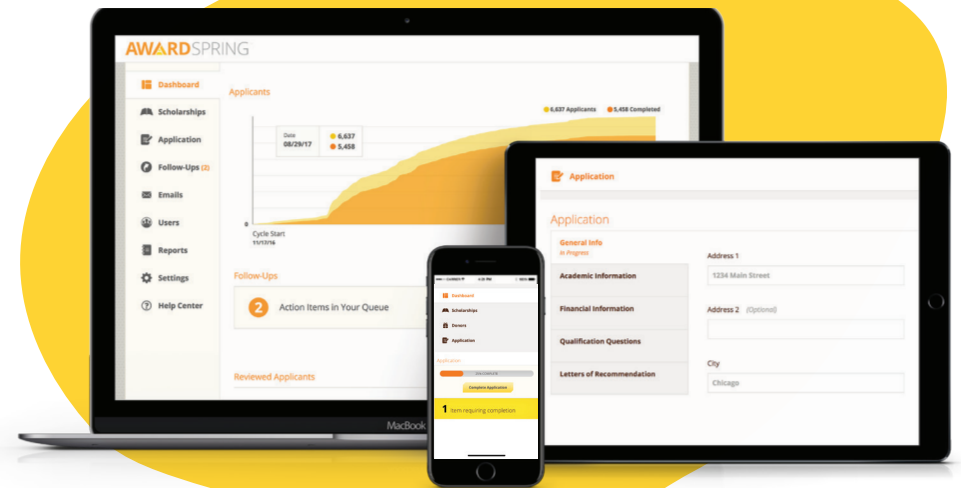 AWARDSPRING
Dashboard
Scholarships
Application
Follow-Ups (2)
Emails
Users
Reports
Settings
Help Center
Applicants
6,637 Applicants 5,458 Completed
Date
08/29/17
6,637
5,458
0
Cycle Start
11/17/16
Follow-Ups
2 Action Items in Your Queue
Reviewed Applicants
MacBook
Dashboard
Scholarships
Donors
Application
Application
Complete Application
1 item requiring completion
Application
Application
General Info
In Progress
Academic Information
Financial Information
Qualification Questions
Letters of Recommendation
Address 1
1234 Main Street
Address 2 (Optional)
City
Chicago